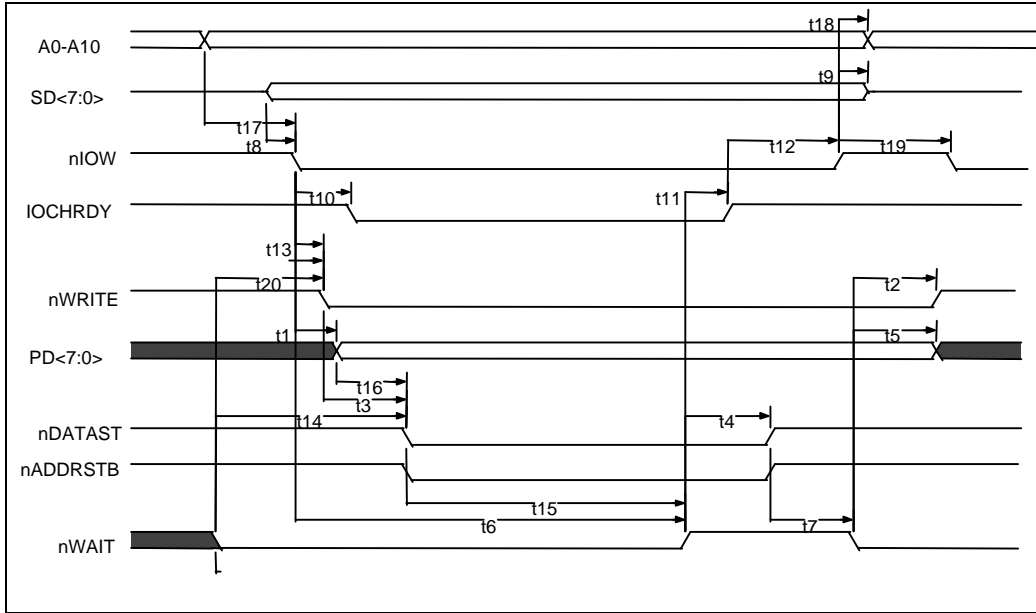 t18
A0-A10
t9
SD<7:0>
t17
t8
t12
t19
nIOW
t10
t11
IOCHRDY
t13
t20
t2
nWRITE
t1
t5
PD<7:0>
t16
t3
t14
t4
nDATAST
nADDRSTB
t15
t6
t7
nWAIT